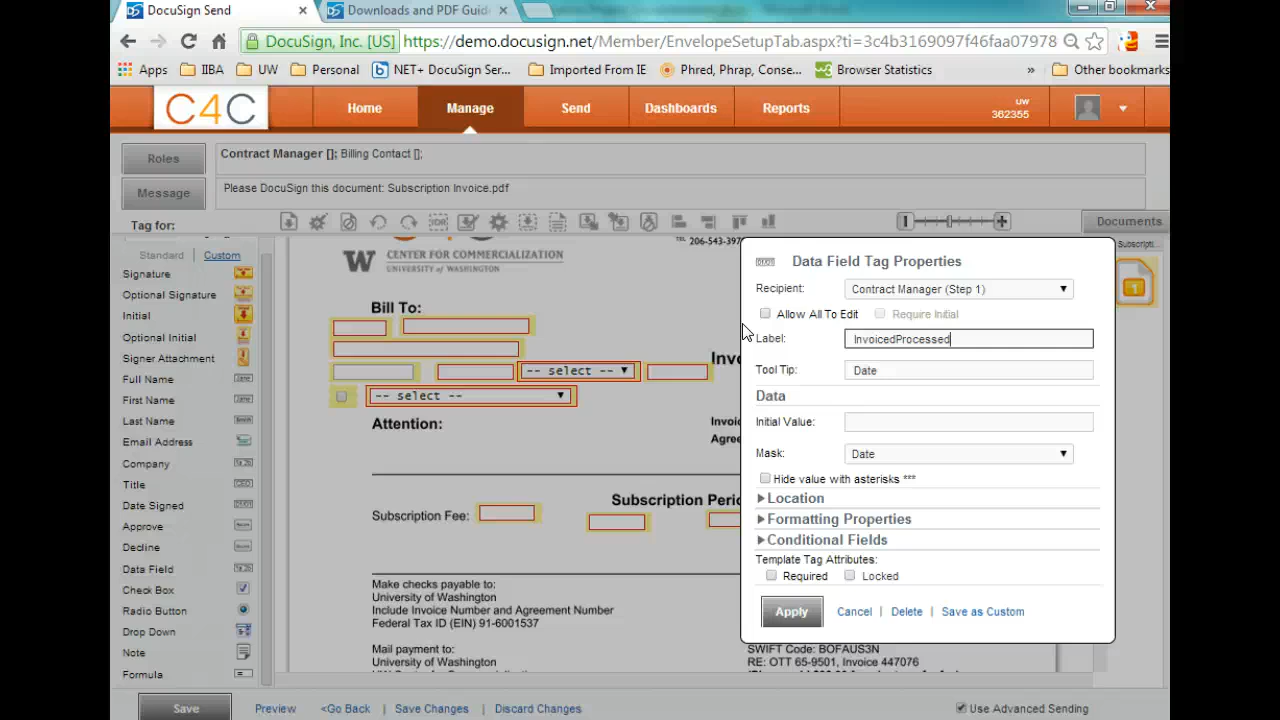 DocuSign Send
Downloads and PDF Guid
DocuSign, Inc. [US]
https://demo.docusign.net/Member/EnvelopeSetupTab.aspx?ti=3c4b3169097f46faa07978
Apps
IIBA
UW
Personal
NET+ DocuSign Ser...
Imported From IE
Phred, Phrap, Conse...
Browser Statistics
»
Other bookmarks
C4C
Home
Manage
Send
Dashboards
Reports
UW
362355
Roles
Contract Manager []; Billing Contact [];
Message
Please DocuSign this document: Subscription Invoice.pdf
Tag for:
Documents
Standard | Custom
Signature
Optional Signature
Initial
Optional Initial
Signer Attachment
Full Name
First Name
Last Name
Email Address
Company
Title
Date Signed
Approve
Decline
Data Field
Check Box
Radio Button
Drop Down
Note
Formula
TEL 206-543-397
W CENTER FOR COMMERCIALIZATION
UNIVERSITY of WASHINGTON
Bill To:
-- select --
-- select --
Attention:
Subscription Fee:
Subscription Perio
Make checks payable to:
University of Washington
Include Invoice Number and Agreement Number
Federal Tax ID (EIN) 91-6001537
Mail payment to:
University of Washington
SWIFT Code: BOFAUS3N
RE: OTT 65-9501, Invoice 447076
Invo
Invoi
Agre
Subscripti...
1
Data Field Tag Properties
Recipient:
Contract Manager (Step 1)
Allow All To Edit
Require Initial
Label:
InvoicedProcessed
Tool Tip:
Date
Data
Initial Value:
Mask:
Date
Hide value with asterisks ***
Location
Formatting Properties
Conditional Fields
Template Tag Attributes:
Required
Locked
Apply
Cancel | Delete | Save as Custom
Save
Preview | <Go Back | Save Changes | Discard Changes
Use Advanced Sending